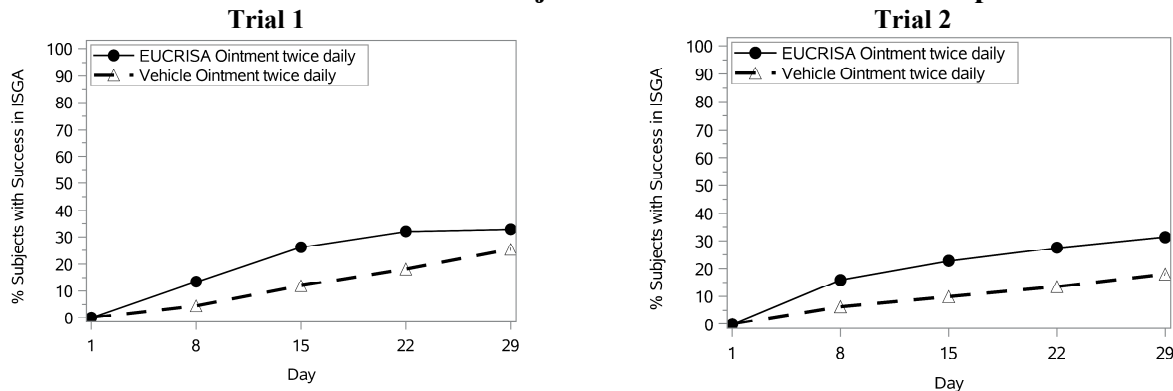 Trial 1
EUCRISA Ointment twice daily
Vehicle Ointment twice daily
% Subjects with Success in ISGA
100
90
80
70
60
50
40
30
20
10
0
1 8 15 22 29
Day
Trial 2
EUCRISA Ointment twice daily
Vehicle Ointment twice daily
% Subjects with Success in ISGA
100
90
80
70
60
50
40
30
20
10
0
1 8 15 22 29
Day